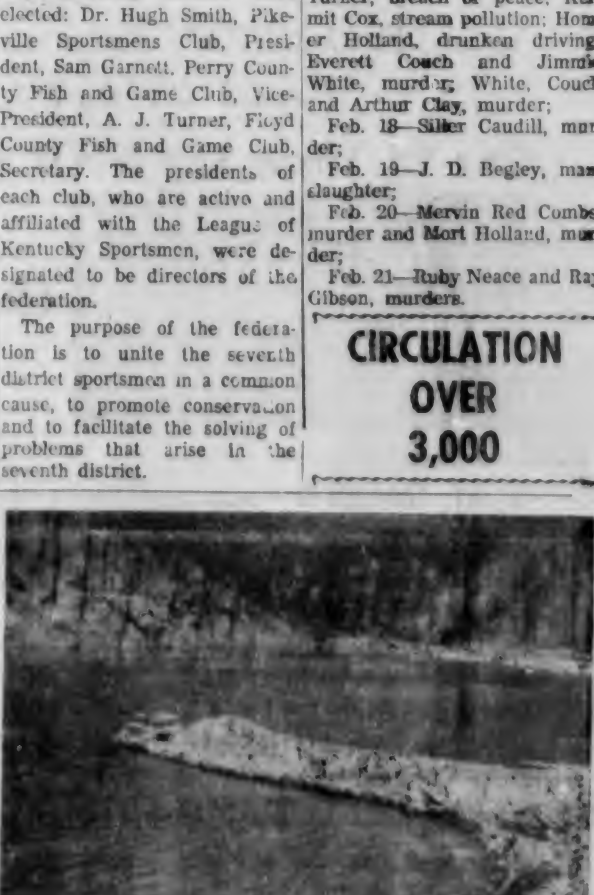 elected: Dr. Hugh Smith, Pike-
ville Sportsmens Club, Presi-
dent, Sam Garnett, Perry Coun-
ty Fish and Game Club, Vice-
President, A. J. Turner, Floyd
County Fish and Game Club,
Secretary. The presidents of
each club, who are active and
affiliated with the League of
Kentucky Sportsmen, were de-
signated to be directors of the
federation.
The purpose of the federa-
tion is to unite the seventh
district sportsmen in a common
cause, to promote conservation
and to facilitate the solving of
problems that arise in the
seventh district.
Turner, breach of peace;
mit Cox, stream pollution; Hom
er Holland, drunken driving
Everett Couch and
White, murder; White, Couch
and Arthur Clay, murder;
Feb. 18—Siller Caudill, mur
der;
Feb. 19—J. D. Begley, man
slaughter;
Feb. 20—Mervin Red Combs
murder and Mort Holland, mur
der;
Feb. 21—Ruby Neace and Ray
Gibson, murders.
CIRCULATION
OVER
3,000